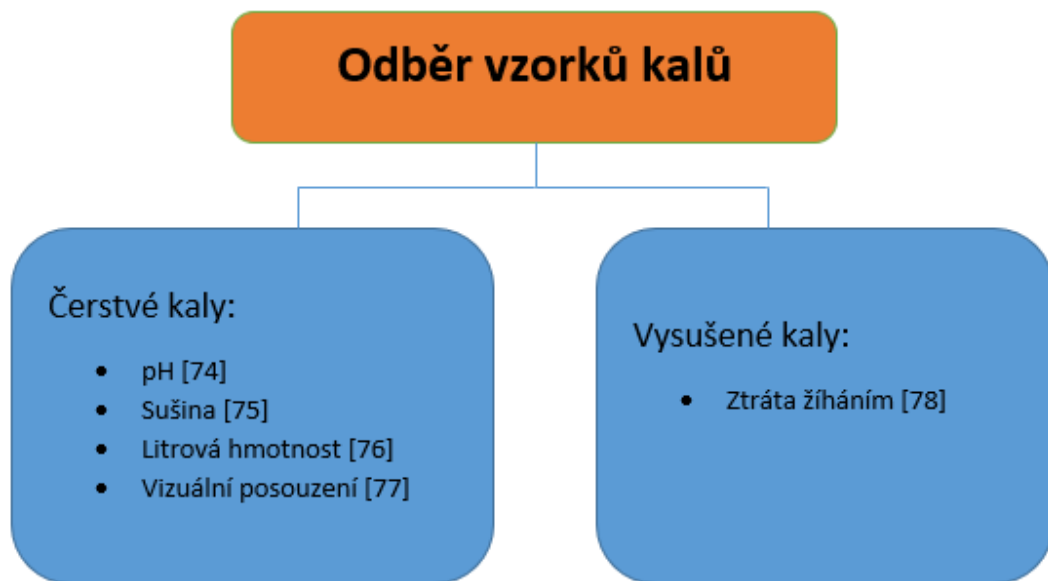 Odběr vzorků kalů
Čerstvé kaly:
• pH [74]
• Sušina [75]
• Litrová hmotnost [76]
• Vizuální posouzení [77]
Vysušené kaly:
• Ztráta žíháním [78]